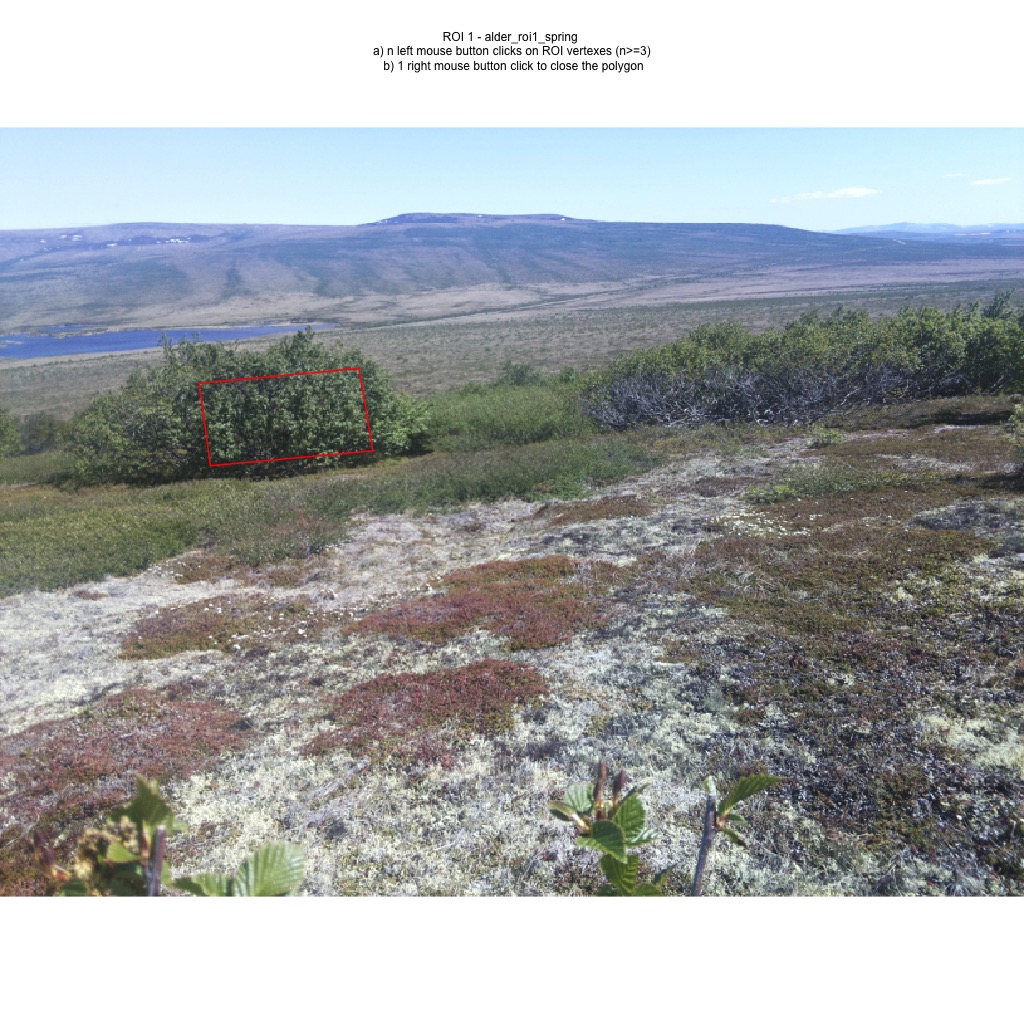 ROI 1 - alder_roi1_spring
a) n left mouse button clicks on ROI vertexes (n>=3)
b) 1 right mouse button click to close the polygon